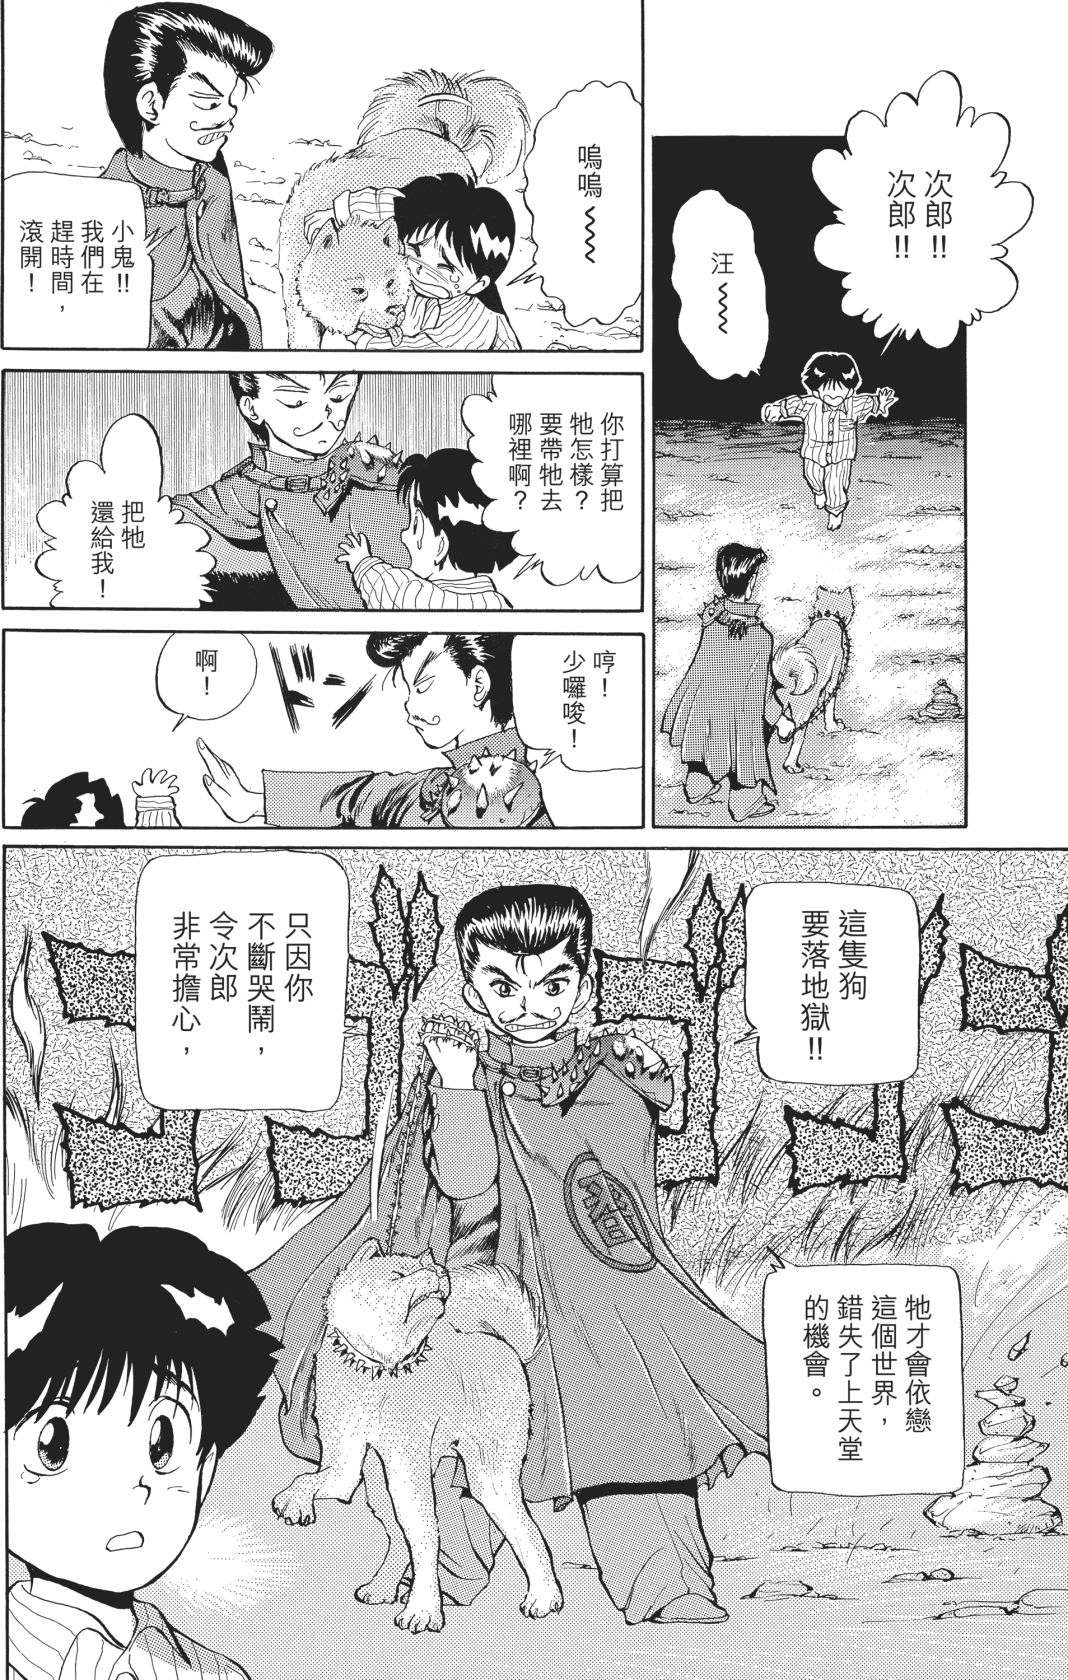 次郎!!
次郎!!
汪~~
嗚嗚~~
小鬼!!
我們在
趕時間，
滾開！
你打算把
牠怎樣？
要帶牠去
哪裡啊？
把牠
還給我！
哼！
少囉唆！
啊！
ドン
這隻狗
要落地獄!!
只因你
不斷哭鬧，
令次郎
非常擔心，
牠才會依戀
這個世界，
錯失了上天堂
的機會。